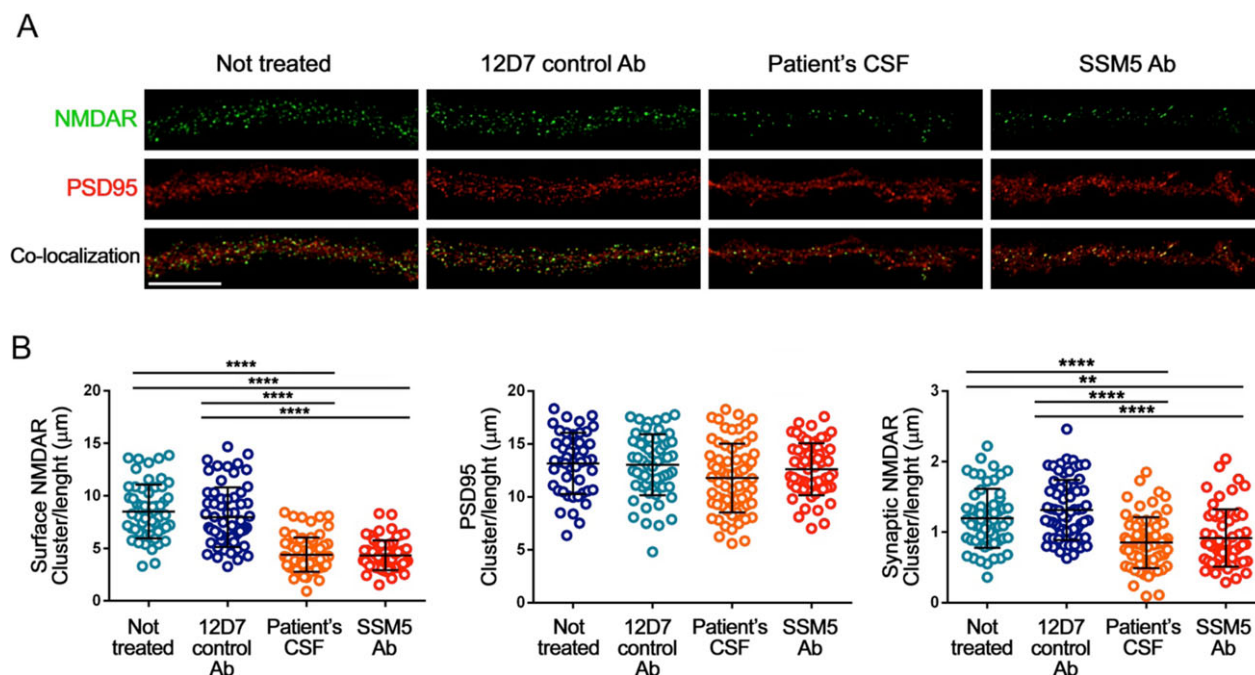 A
Not treated
12D7 control Ab
Patient's CSF
SSM5 Ab
NMDAR
PSD95
Co-localization
B
Surface NMDAR
Cluster/lenght (μm)
20
15
10
5
0
****
****
****
****
Not
treated
12D7
control
Ab
Patient's
CSF
SSM5
Ab
PSD95
Cluster/lenght (μm)
20
15
10
5
0
Not
treated
12D7
control
Ab
Patient's
CSF
SSM5
Ab
Synaptic NMDAR
Cluster/lenght (μm)
3
2
1
0
****
**
****
****
Not
treated
12D7
control
Ab
Patient's
CSF
SSM5
Ab